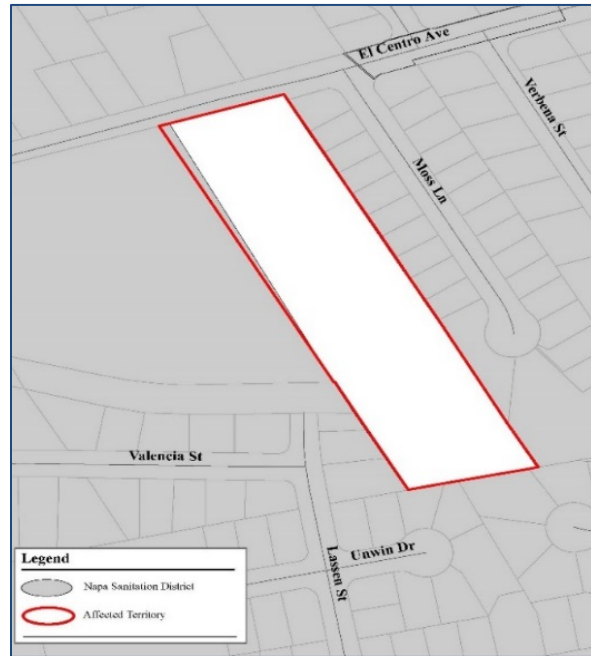 El Centro Ave
Verbena St
Moss Ln
Valencia St
Unwin Dr
Lassen St
Legend
Napa Sanitation District
Affected Territory